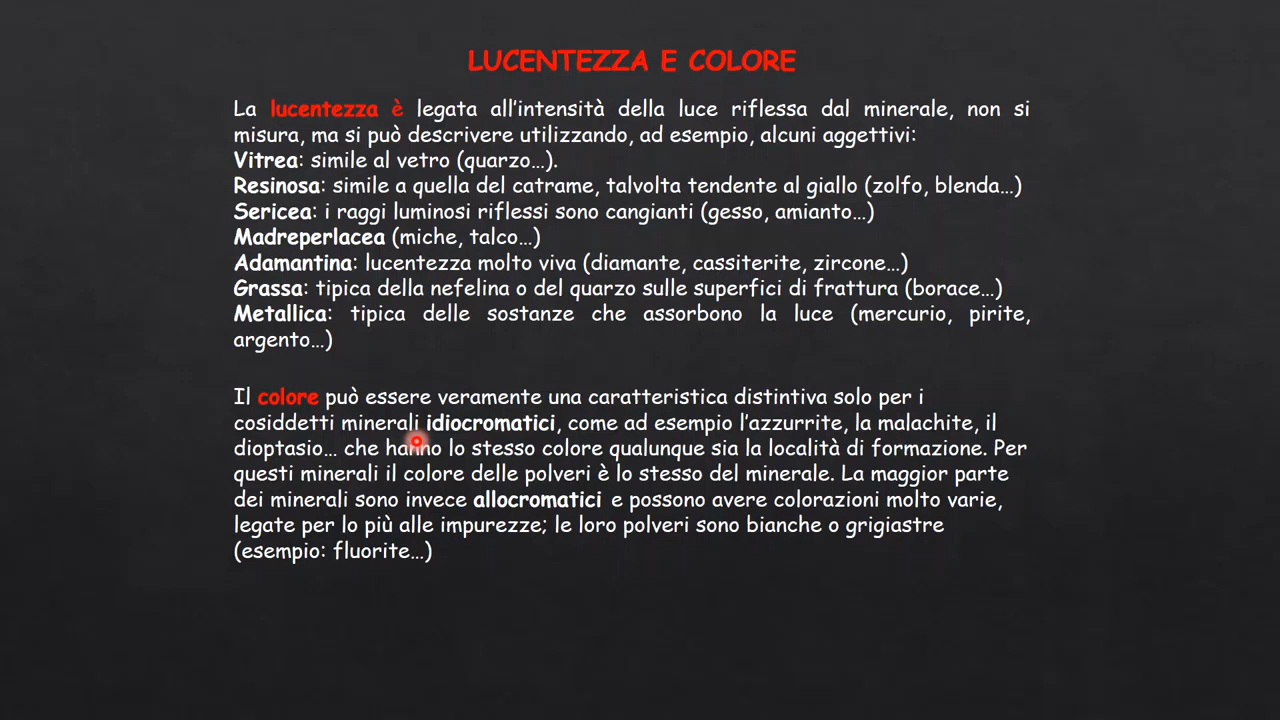 LUCENTEZZA E COLORE
La lucentezza è legata all'intensità della luce riflessa dal minerale, non si
misura, ma si può descrivere utilizzando, ad esempio, alcuni aggettivi:
Vitrea: simile al vetro (quarzo…).
Resinosa: simile a quella del catrame, talvolta tendente al giallo (zolfo, blenda…)
Sericea: i raggi luminosi riflessi sono cangianti (gesso, amianto…)
Madreperlacea (miche, talco…)
Adamantina: lucentezza molto viva (diamante, cassiterite, zircone…)
Grassa: tipica della nefelina o del quarzo sulle superfici di frattura (borace…)
Metallica: tipica delle sostanze che assorbono la luce (mercurio, pirite,
argento…)
Il colore può essere veramente una caratteristica distintiva solo per i
cosiddetti minerali idiocromatici, come ad esempio l'azzurrite, la malachite, il
dioptasio… che hanno lo stesso colore qualunque sia la località di formazione. Per
questi minerali il colore delle polveri è lo stesso del minerale. La maggior parte
dei minerali sono invece allocromatici e possono avere colorazioni molto varie,
legate per lo più alle impurezze; le loro polveri sono bianche o grigiastre
(esempio: fluorite…)